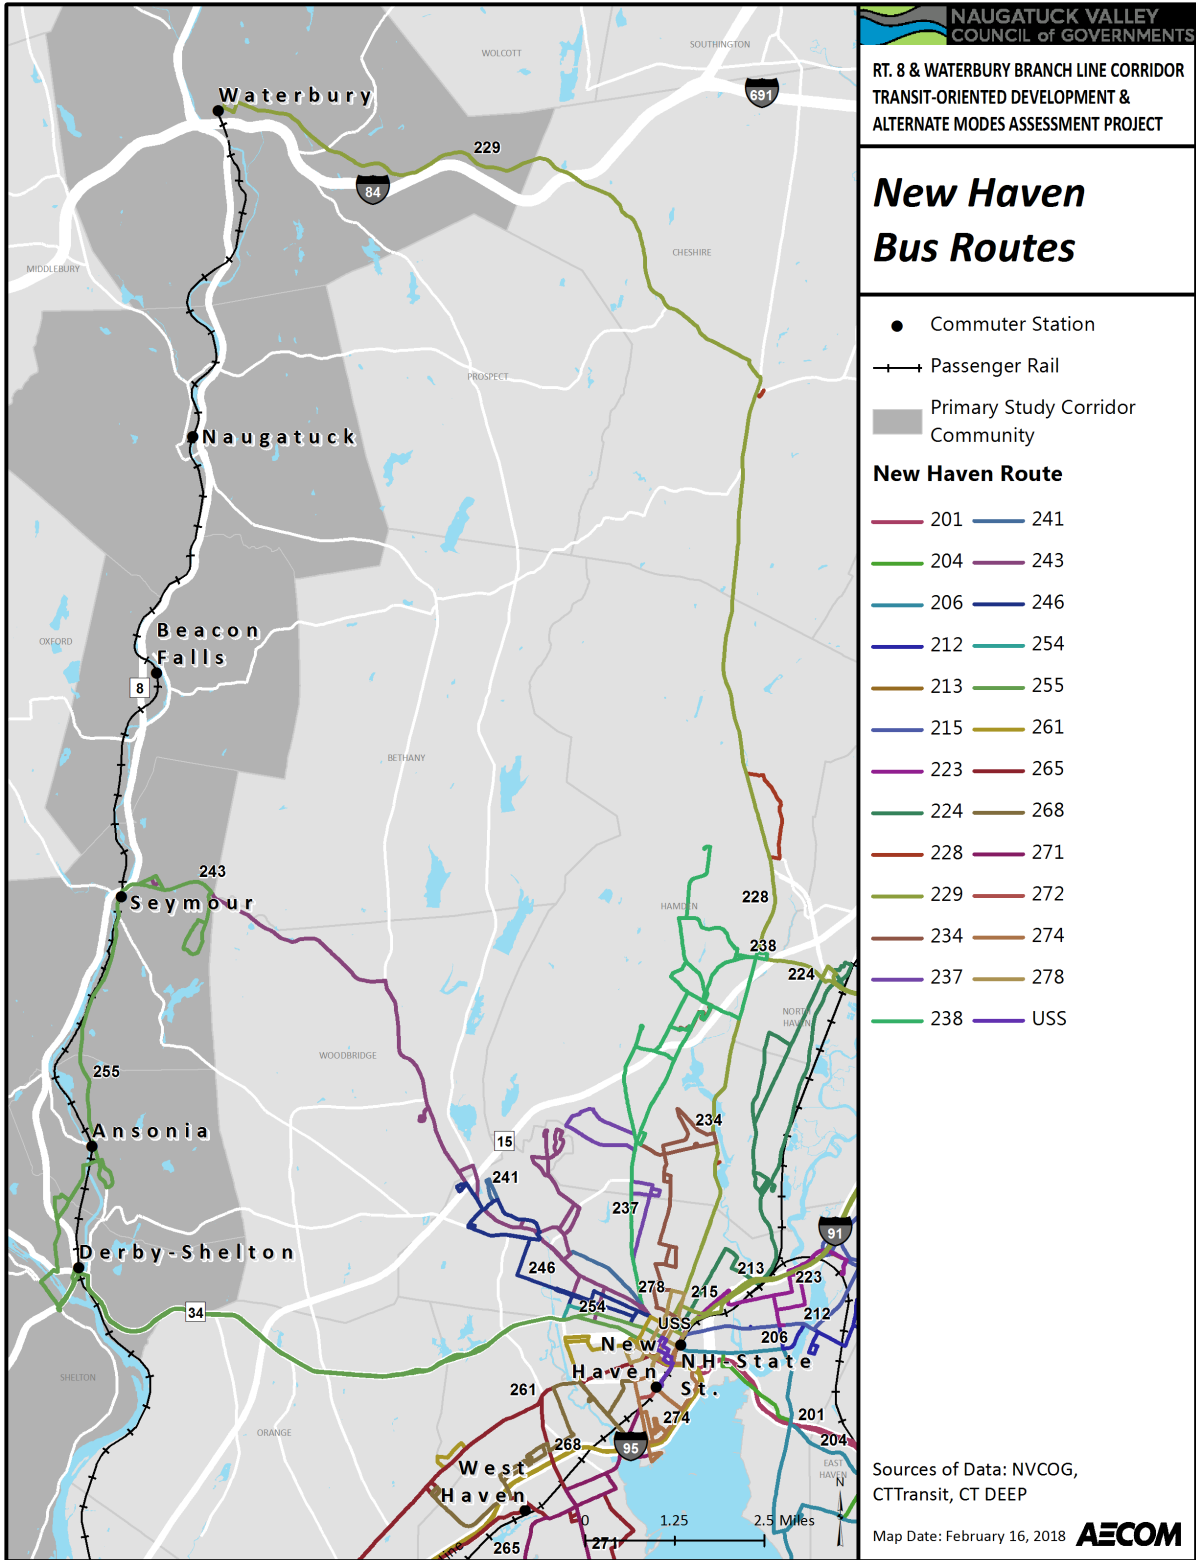 NAUGATUCK VALLEY
COUNCIL of GOVERNMENTS
RT. 8 & WATERBURY BRANCH LINE CORRIDOR
TRANSIT-ORIENTED DEVELOPMENT &
ALTERNATE MODES ASSESSMENT PROJECT
New Haven
Bus Routes
Commuter Station
Passenger Rail
Primary Study Corridor
Community
New Haven Route
201 241
204 243
206 246
212 254
213 255
215 261
223 265
224 268
228 271
229 272
234 274
237 278
238 USS
Sources of Data: NVCOG,
CTTransit, CT DEEP
Map Date: February 16, 2018
AECOM
WOLCOTT
SOUTHINGTON
691
Waterbury
229
84
CHESHIRE
MIDDLEBURY
PROSPECT
Naugatuck
OXFORD
Beacon
Falls
8
BETHANY
243
Seymour
228
HAMDEN
238
224
NORTH
HAVEN
WOODBRIDGE
255
Ansonia
15
234
241
237
Derby-Shelton
91
246
213
223
278
215
254
212
34
USS
206
New
Haven
NH-State
St.
SHELTON
261
274
201
ORANGE
268
95
204
West
Haven
EAST
HAVEN
N
0 1.25 2.5 Miles
265
271